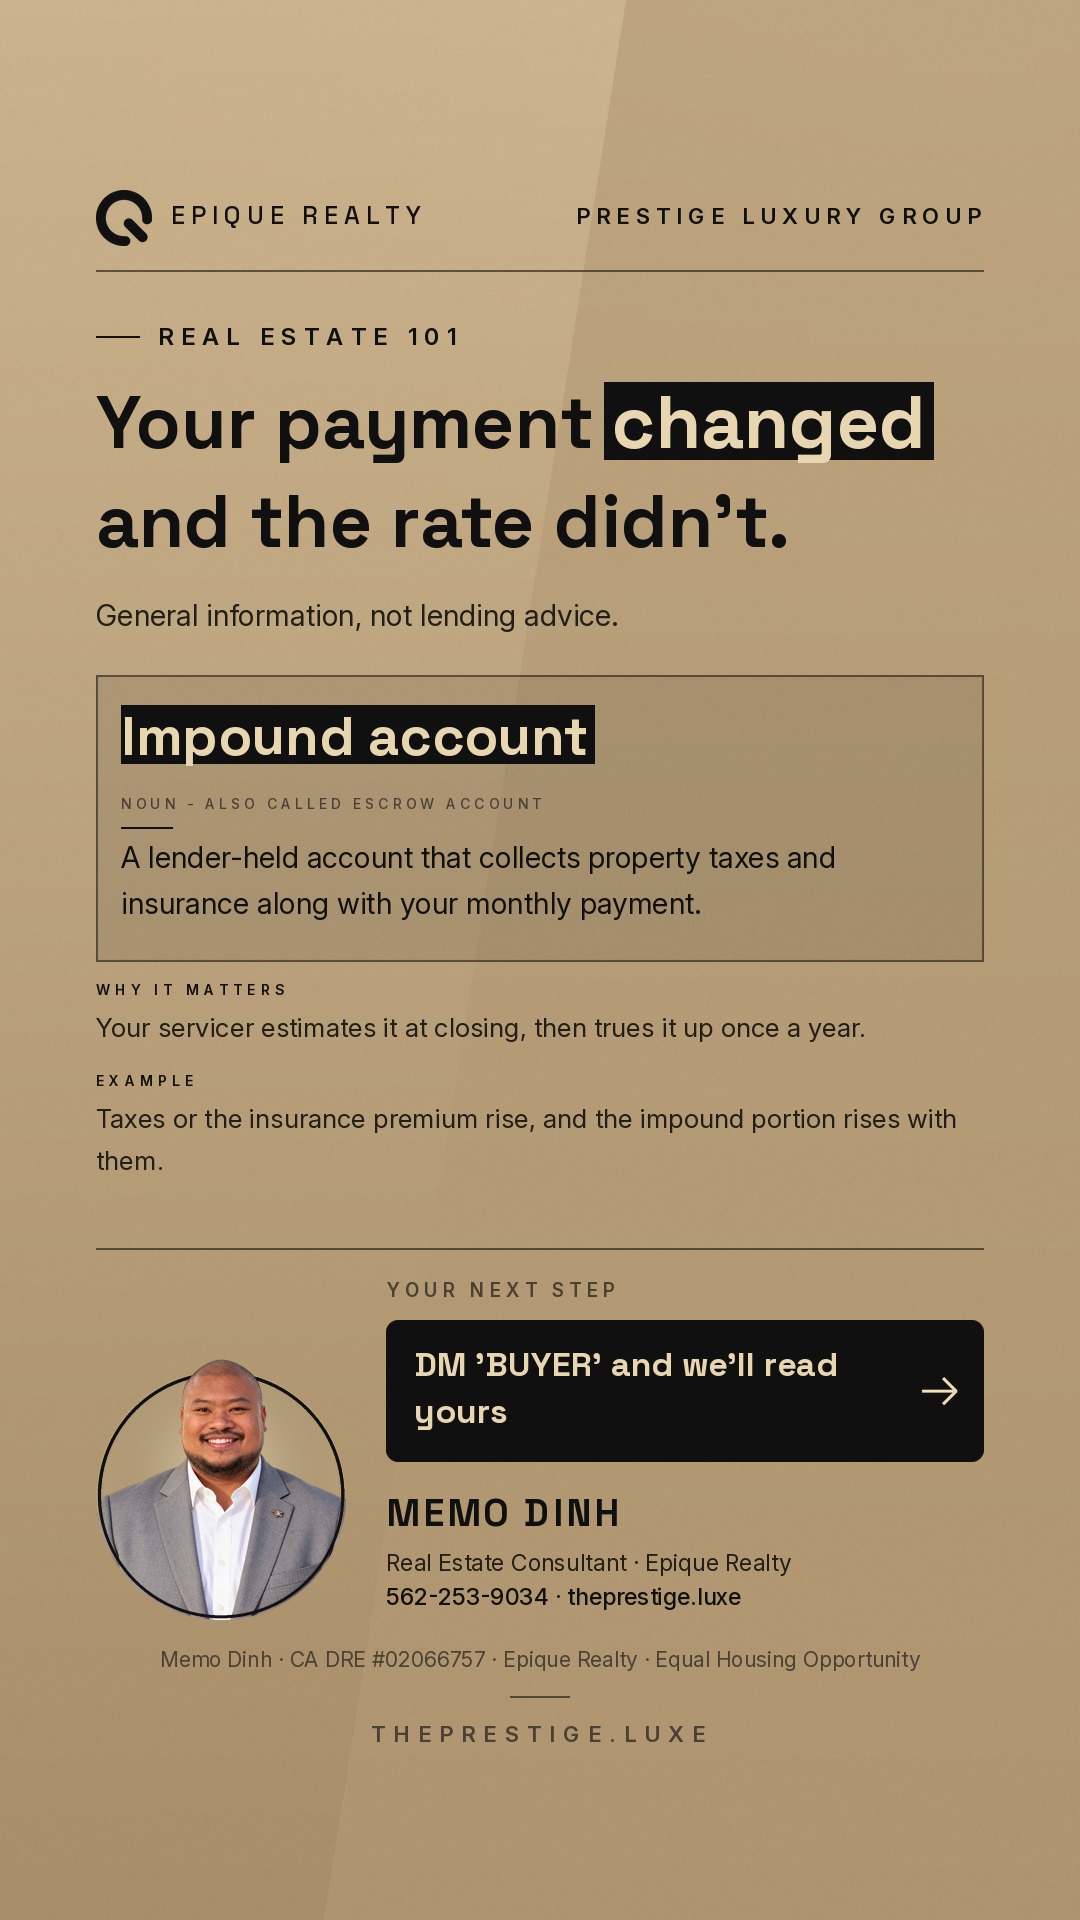 EPIQUE REALTY
PRESTIGE LUXURY GROUP
REAL ESTATE 101
Your payment changed
and the rate didn’t.
General information, not lending advice.
Impound account
NOUN - ALSO CALLED ESCROW ACCOUNT
A lender-held account that collects property taxes and
insurance along with your monthly payment.
WHY IT MATTERS
Your servicer estimates it at closing, then trues it up once a year.
EXAMPLE
Taxes or the insurance premium rise, and the impound portion rises with
them.
YOUR NEXT STEP
DM ’BUYER’ and we’ll read
yours
MEMO DINH
Real Estate Consultant · Epique Realty
562-253-9034 · theprestige.luxe
Memo Dinh · CA DRE #02066757 · Epique Realty · Equal Housing Opportunity
THEPRESTIGE.LUXE